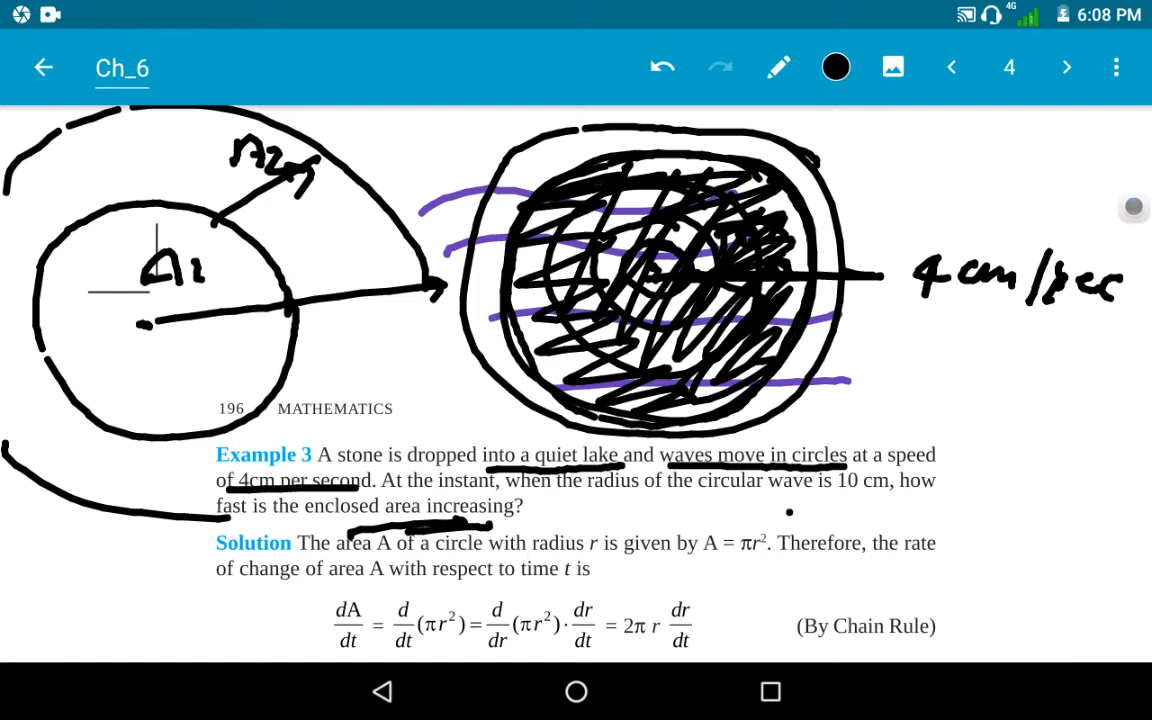 4G 6:08 PM
Ch_6 4
4 cm/sec
196 MATHEMATICS
Example 3 A stone is dropped into a quiet lake and waves move in circles at a speed
of 4cm per second. At the instant, when the radius of the circular wave is 10 cm, how
fast is the enclosed area increasing?
Solution The area A of a circle with radius r is given by A = πr². Therefore, the rate
of change of area A with respect to time t is
dA/dt = d/dt (πr²) = d/dr (πr²) · dr/dt = 2π r dr/dt (By Chain Rule)